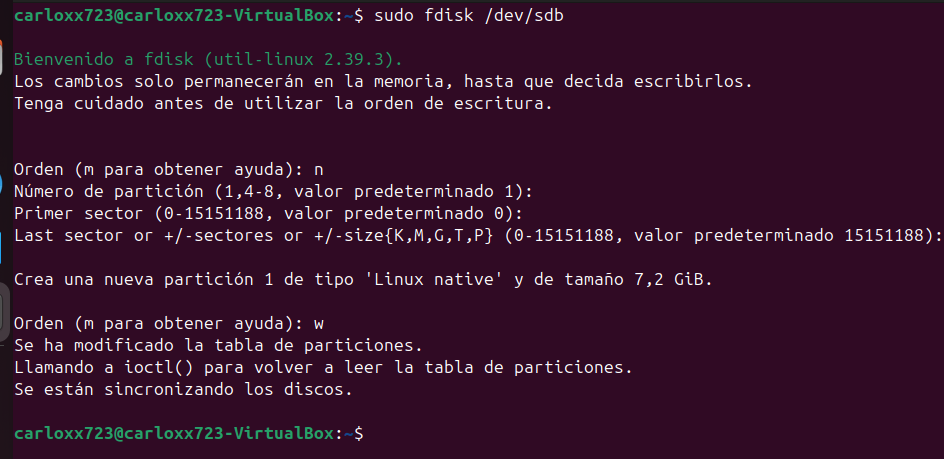 carloxx723@carloxx723-VirtualBox:~$ sudo fdisk /dev/sdb
Bienvenido a fdisk (util-linux 2.39.3).
Los cambios solo permanecerán en la memoria, hasta que decida escribirlos.
Tenga cuidado antes de utilizar la orden de escritura.
Orden (m para obtener ayuda): n
Número de partición (1,4-8, valor predeterminado 1):
Primer sector (0-15151188, valor predeterminado 0):
Last sector or +/-sectores or +/-size{K,M,G,T,P} (0-15151188, valor predeterminado 15151188):
Crea una nueva partición 1 de tipo 'Linux native' y de tamaño 7,2 GiB.
Orden (m para obtener ayuda): w
Se ha modificado la tabla de particiones.
Llamando a ioctl() para volver a leer la tabla de particiones.
Se están sincronizando los discos.
carloxx723@carloxx723-VirtualBox:~$